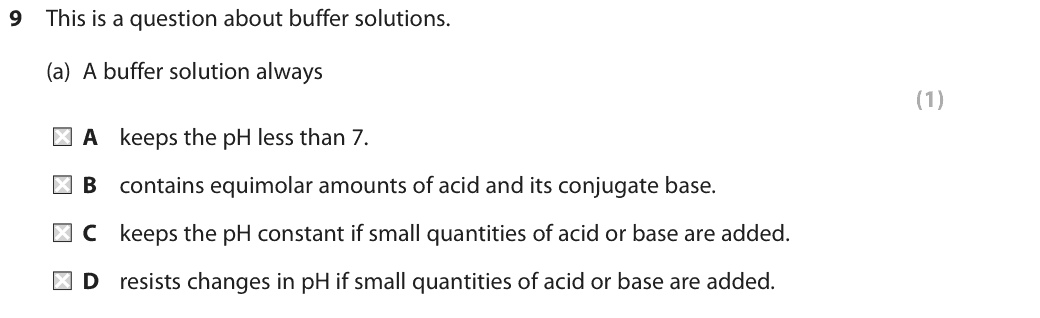 9 This is a question about buffer solutions.
(a) A buffer solution always
(1)
A keeps the pH less than 7.
B contains equimolar amounts of acid and its conjugate base.
C keeps the pH constant if small quantities of acid or base are added.
D resists changes in pH if small quantities of acid or base are added.